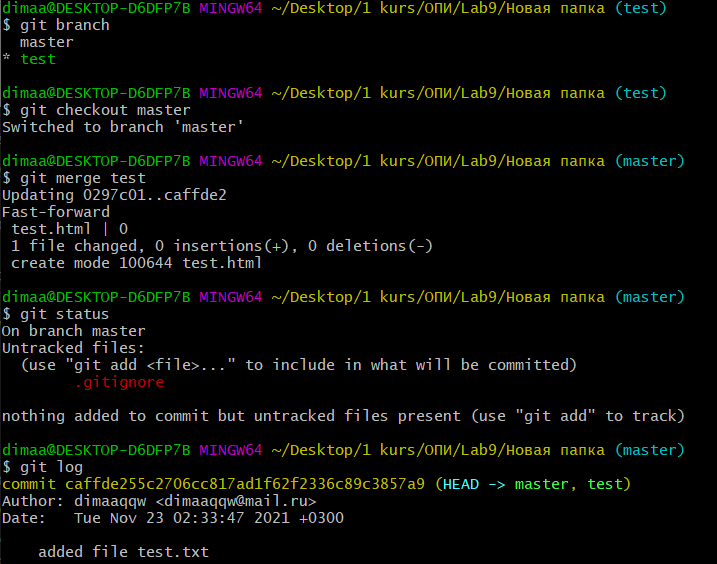 dimaa@DESKTOP-D6DFP7B MINGW64 ~/Desktop/1 kurs/ОПИ/Lab9/Новая папка (test)
$ git branch
  master
* test

dimaa@DESKTOP-D6DFP7B MINGW64 ~/Desktop/1 kurs/ОПИ/Lab9/Новая папка (test)
$ git checkout master
Switched to branch 'master'

dimaa@DESKTOP-D6DFP7B MINGW64 ~/Desktop/1 kurs/ОПИ/Lab9/Новая папка (master)
$ git merge test
Updating 0297c01..caffde2
Fast-forward
 test.html | 0
 1 file changed, 0 insertions(+), 0 deletions(-)
 create mode 100644 test.html

dimaa@DESKTOP-D6DFP7B MINGW64 ~/Desktop/1 kurs/ОПИ/Lab9/Новая папка (master)
$ git status
On branch master
Untracked files:
  (use "git add <file>..." to include in what will be committed)
        .gitignore

nothing added to commit but untracked files present (use "git add" to track)

dimaa@DESKTOP-D6DFP7B MINGW64 ~/Desktop/1 kurs/ОПИ/Lab9/Новая папка (master)
$ git log
commit caffde255c2706cc817ad1f62f2336c89c3857a9 (HEAD -> master, test)
Author: dimaaqqw <dimaaqqw@mail.ru>
Date:   Tue Nov 23 02:33:47 2021 +0300

    added file test.txt